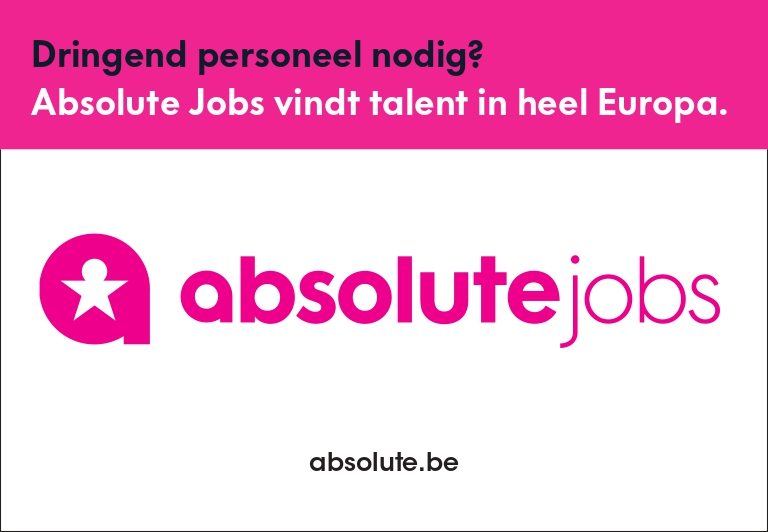 Dringend personeel nodig?
Absolute Jobs vindt talent in heel Europa.
absolutejobs
absolute.be